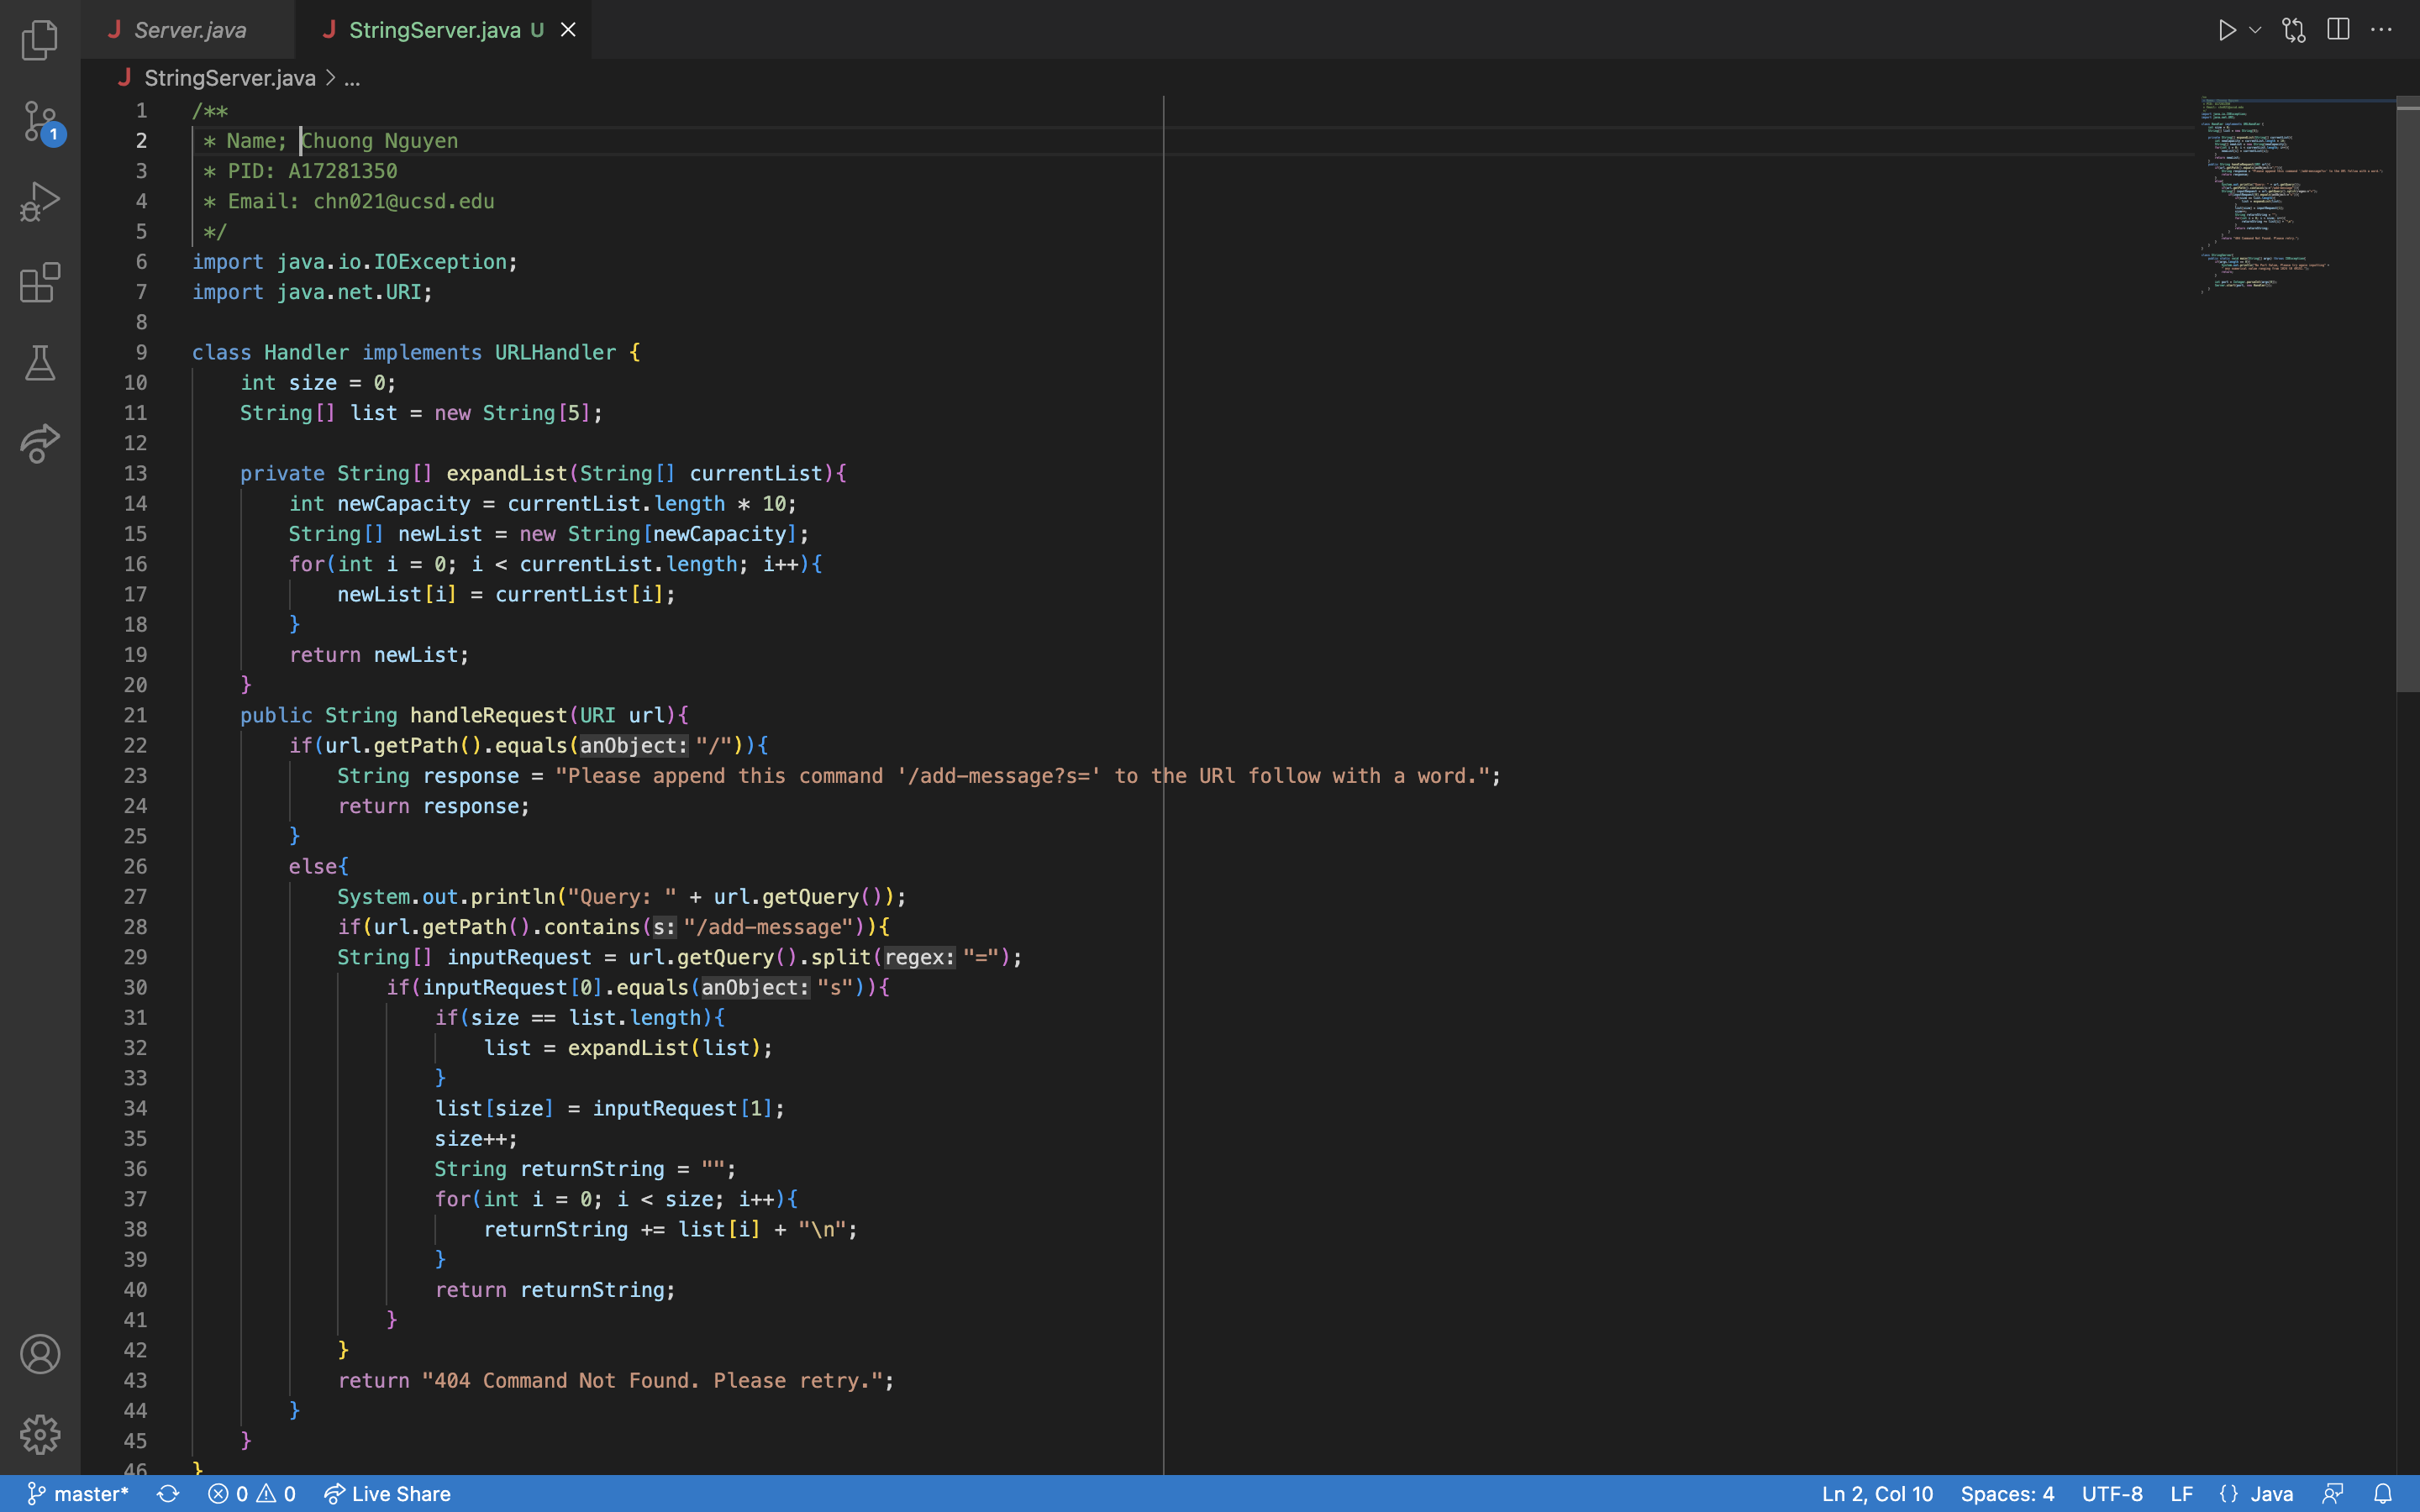 Server.java
StringServer.java U
StringServer.java > ...
1 /**
2 * Name; Chuong Nguyen
3 * PID: A17281350
4 * Email: chn021@ucsd.edu
5 */
6 import java.io.IOException;
7 import java.net.URI;
8
9 class Handler implements URLHandler {
10 int size = 0;
11 String[] list = new String[5];
12
13 private String[] expandList(String[] currentList){
14 int newCapacity = currentList.length * 10;
15 String[] newList = new String[newCapacity];
16 for(int i = 0; i < currentList.length; i++){
17 newList[i] = currentList[i];
18 }
19 return newList;
20 }
21 public String handleRequest(URI url){
22 if(url.getPath().equals(anObject: "/")){
23 String response = "Please append this command '/add-message?s=' to the URl follow with a word.";
24 return response;
25 }
26 else{
27 System.out.println("Query: " + url.getQuery());
28 if(url.getPath().contains(s: "/add-message")){
29 String[] inputRequest = url.getQuery().split(regex: "=");
30 if(inputRequest[0].equals(anObject: "s")){
31 if(size == list.length){
32 list = expandList(list);
33 }
34 list[size] = inputRequest[1];
35 size++;
36 String returnString = "";
37 for(int i = 0; i < size; i++){
38 returnString += list[i] + "\n";
39 }
40 return returnString;
41 }
42 }
43 return "404 Command Not Found. Please retry.";
44 }
45 }
46 }
1
master* 0 0 Live Share Ln 2, Col 10 Spaces: 4 UTF-8 LF {} Java